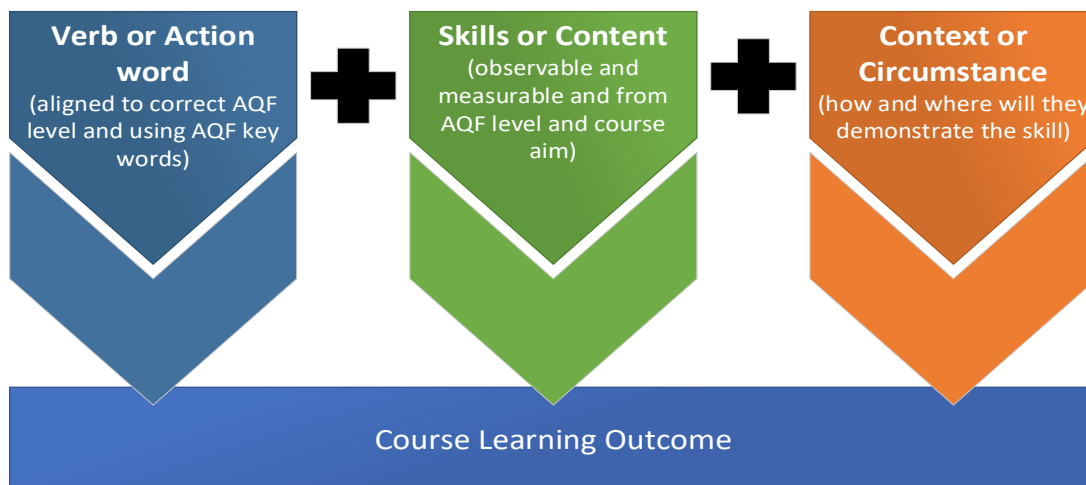 Verb or Action
word
(aligned to correct AQF
level and using AQF key
words)
Skills or Content
(observable and
measurable and from
AQF level and course
aim)
Context or
Circumstance
(how and where will they
demonstrate the skill)
Course Learning Outcome